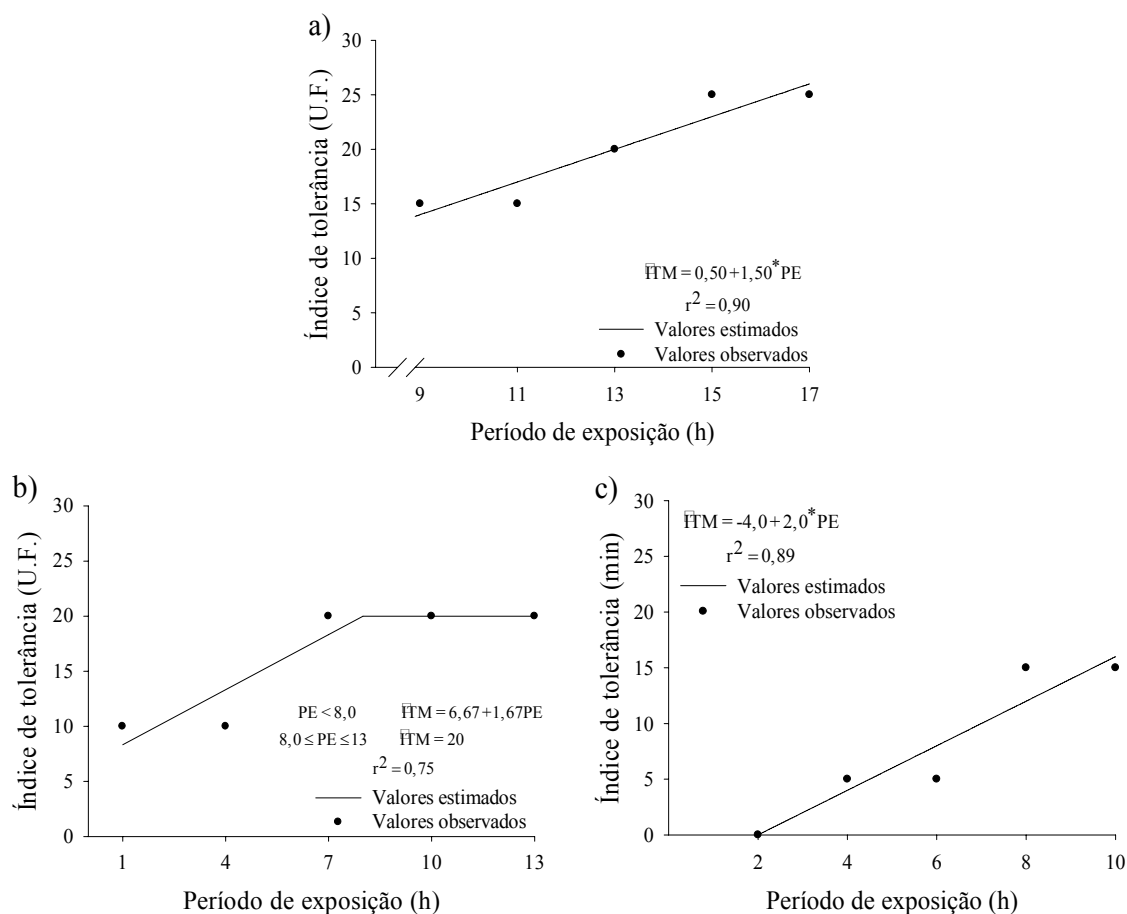 a)
Índice de tolerância (U.F.)
30
25
20
15
10
5
0
ITM = 0,50+1,50*PE
r² = 0,90
Valores estimados
Valores observados
9 11 13 15 17
Período de exposição (h)
b)
Índice de tolerância (U.F.)
30
25
20
15
10
5
0
PE < 8,0 ITM = 6,67+1,67PE
8,0 ≤ PE ≤ 13 ITM = 20
r² = 0,75
Valores estimados
Valores observados
1 4 7 10 13
Período de exposição (h)
c)
Índice de tolerância (min)
30
25
20
15
10
5
0
ITM = -4,0+2,0*PE
r² = 0,89
Valores estimados
Valores observados
2 4 6 8 10
Período de exposição (h)